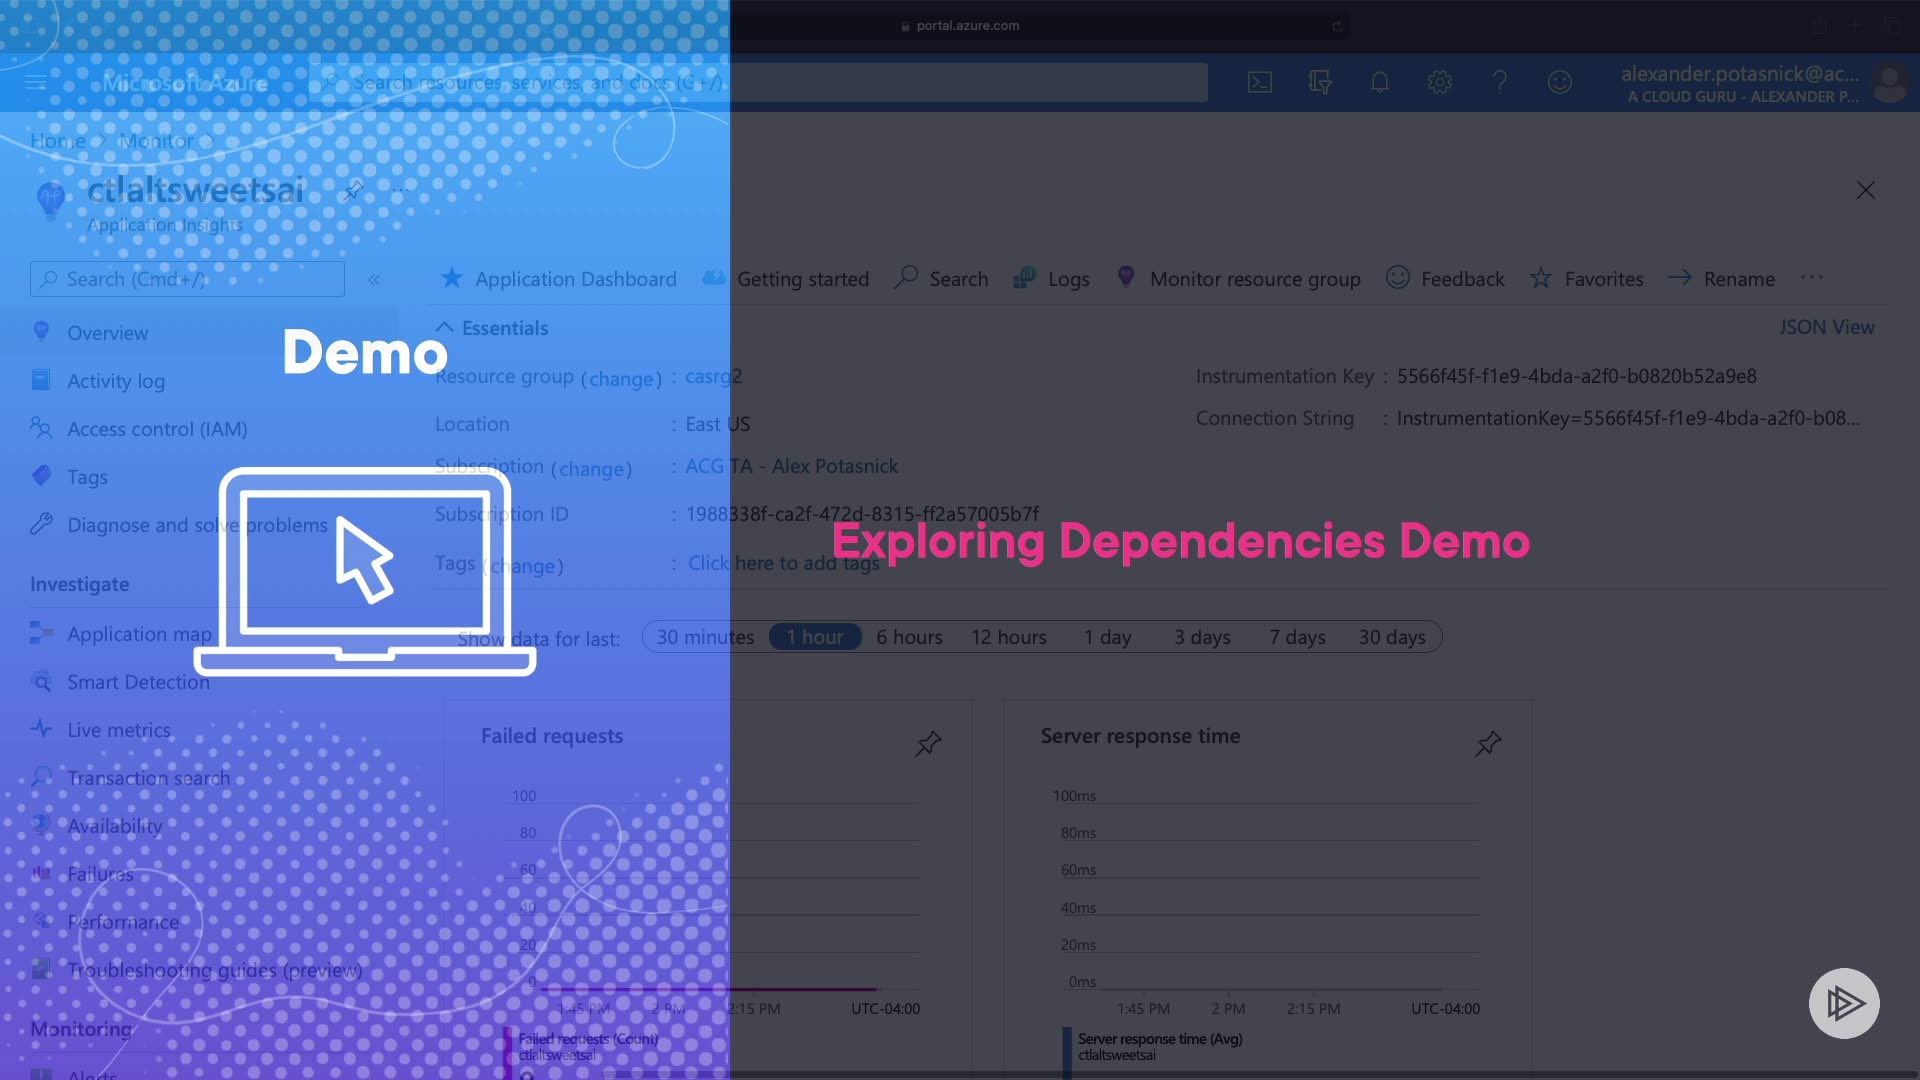 portal.azure.com
Microsoft Azure
Search resources, services, and docs (G+/)
alexander.potasnick@ac...
A CLOUD GURU - ALEXANDER P...
Home > Monitor >
ctlaltsweetsai
...
Application Insights
Search (Cmd+/)
«
Application Dashboard
Getting started
Search
Logs
Monitor resource group
Feedback
Favorites
Rename
...
Overview
Activity log
Access control (IAM)
Tags
Diagnose and solve problems
Investigate
Application map
Smart Detection
Live metrics
Transaction search
Availability
Failures
Performance
Troubleshooting guides (preview)
Monitoring
Alerts
Demo
Essentials
JSON View
Resource group (change) : casrg2
Location : East US
Subscription (change) : ACG TA - Alex Potasnick
Subscription ID : 1988338f-ca2f-472d-8315-ff2a57005b7f
Tags (change) : Click here to add tags
Instrumentation Key : 5566f45f-f1e9-4bda-a2f0-b0820b52a9e8
Connection String : InstrumentationKey=5566f45f-f1e9-4bda-a2f0-b08...
Exploring Dependencies Demo
Show data for last: 30 minutes 1 hour 6 hours 12 hours 1 day 3 days 7 days 30 days
Failed requests
100
80
60
40
20
0
1:45 PM 2 PM 2:15 PM UTC-04:00
Failed requests (Count)
ctlaltsweetsai
Server response time
100ms
80ms
60ms
40ms
20ms
0ms
1:45 PM 2 PM 2:15 PM UTC-04:00
Server response time (Avg)
ctlaltsweetsai